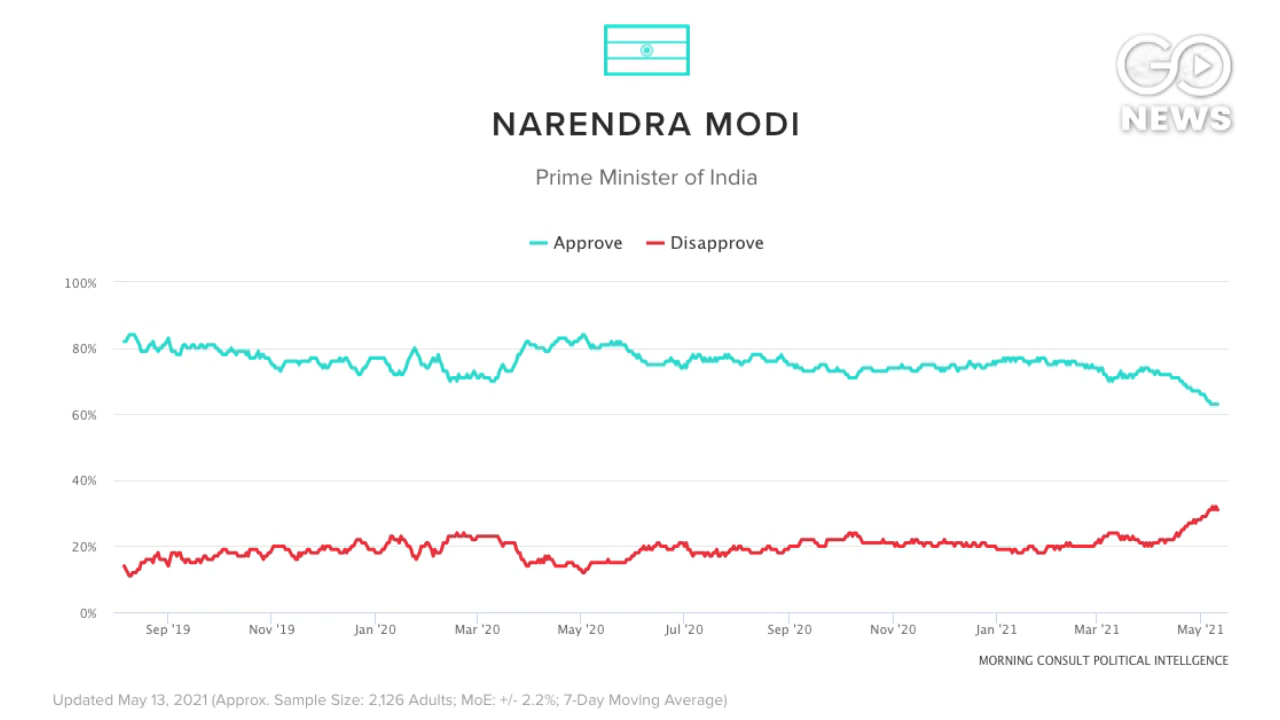 GO
NEWS
NARENDRA MODI
Prime Minister of India
Approve Disapprove
100%
80%
60%
40%
20%
0%
Sep '19 Nov '19 Jan '20 Mar '20 May '20 Jul '20 Sep '20 Nov '20 Jan '21 Mar '21 May '21
MORNING CONSULT POLITICAL INTELLGENCE
Updated May 13, 2021 (Approx. Sample Size: 2,126 Adults; MoE: +/- 2.2%; 7-Day Moving Average)